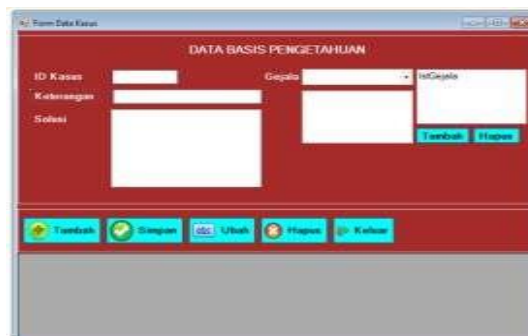 Form Data Kasus
DATA BASIS PENGETAHUAN
ID Kasus
Gejala
lstGejala
Keterangan
Solusi
Tambah Hapus
Tambah Simpan abc Ubah Hapus Keluar